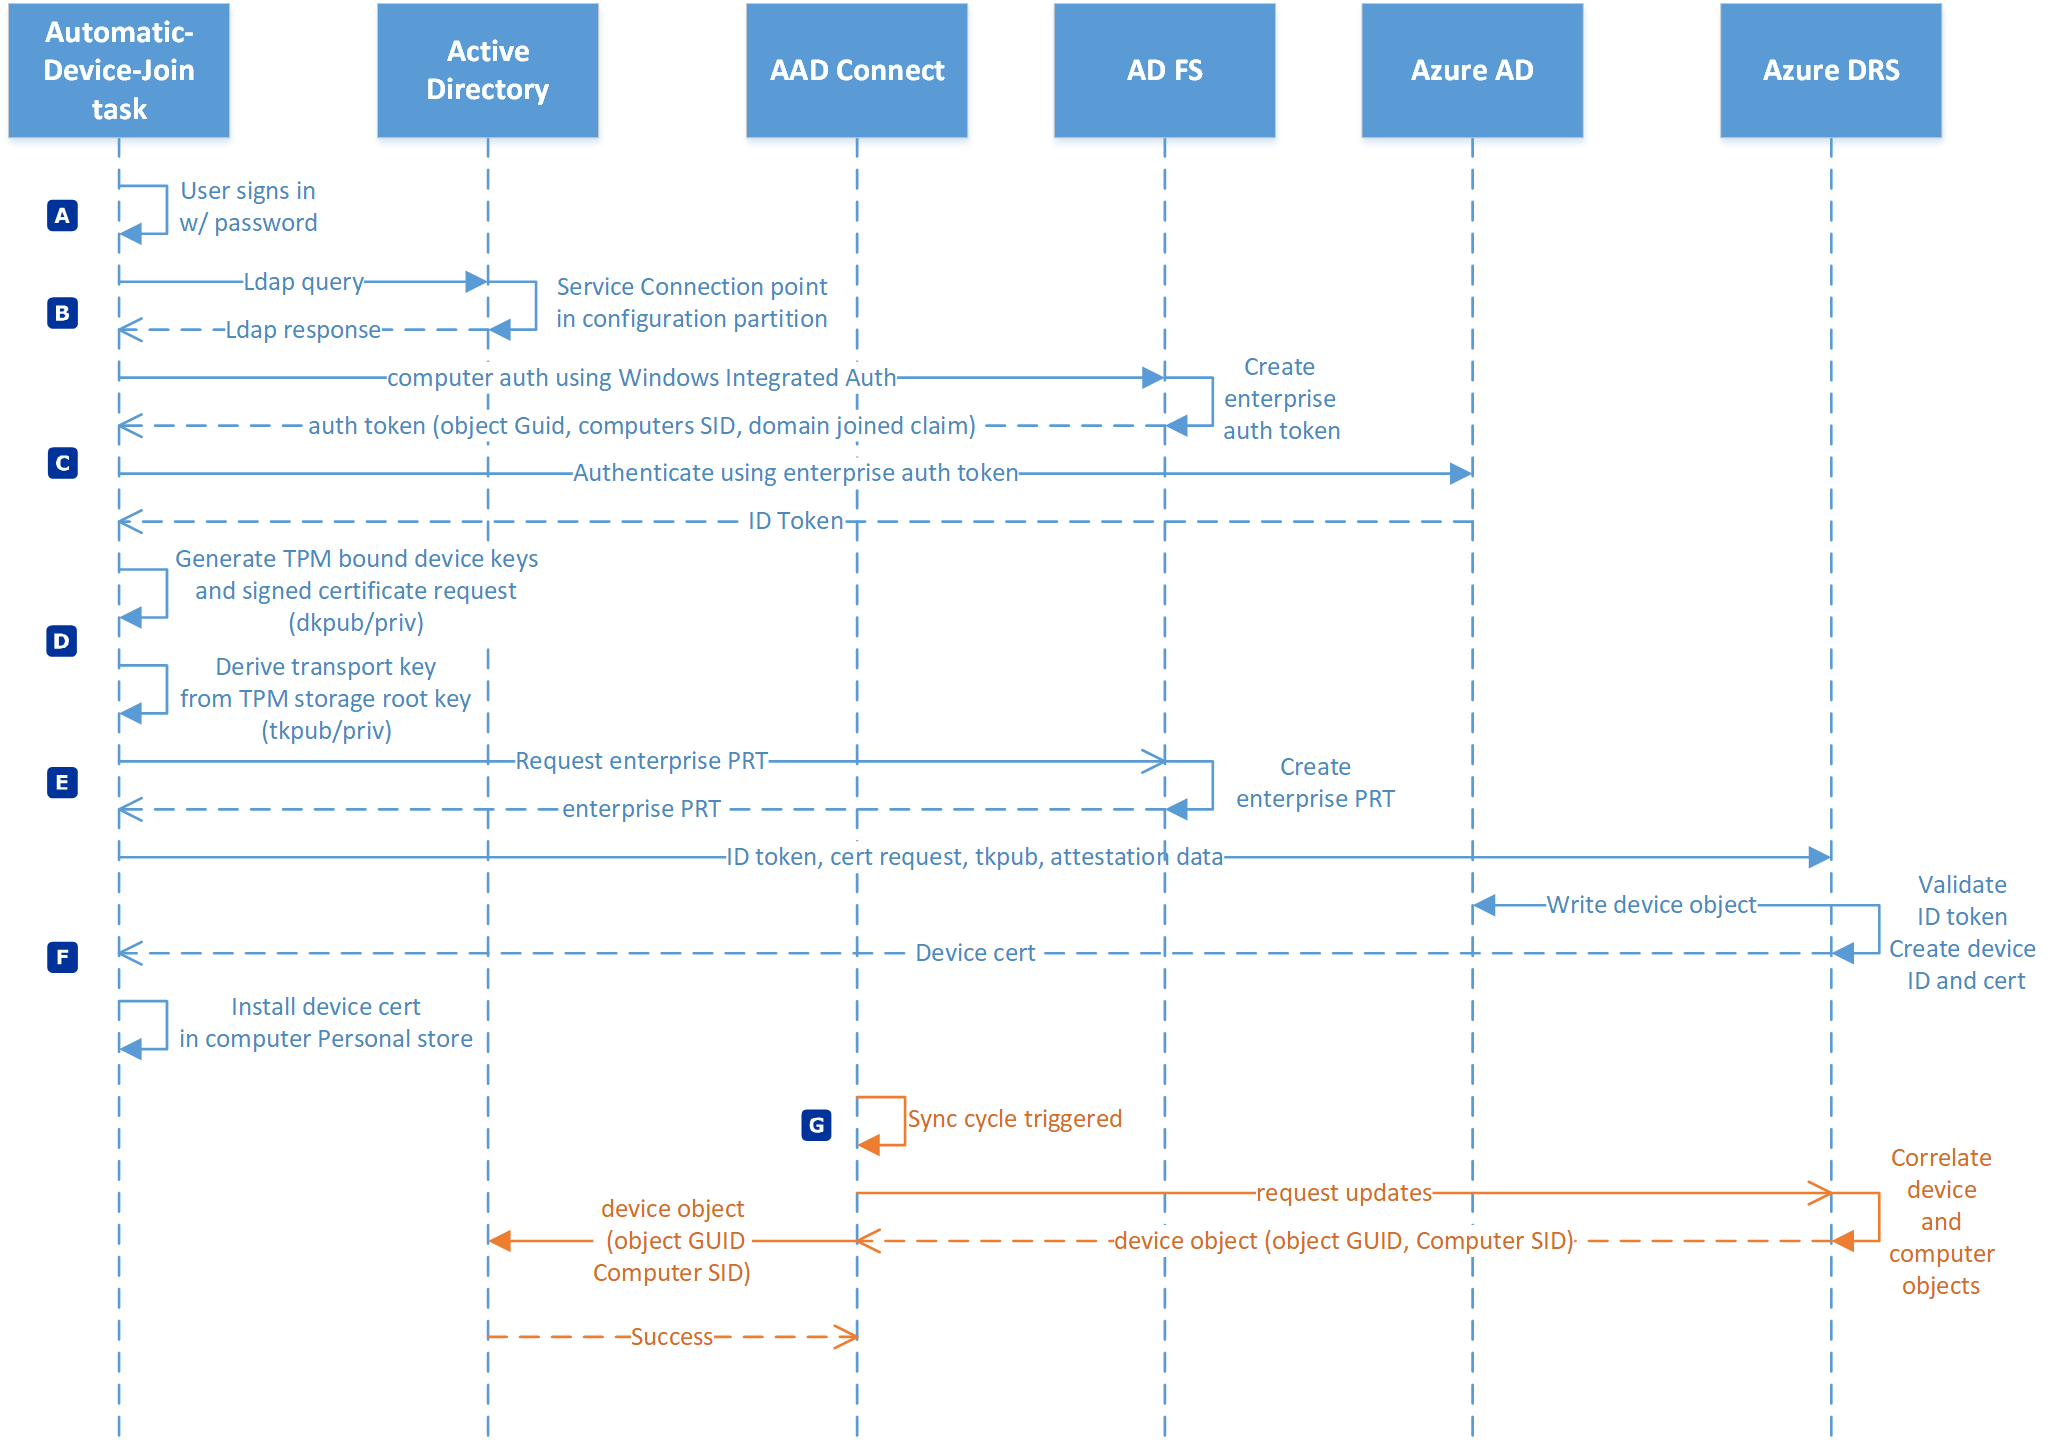 Automatic-
Device-Join
task
Active
Directory
AAD Connect
AD FS
Azure AD
Azure DRS
A
User signs in
w/ password
B
Ldap query
Ldap response
Service Connection point
in configuration partition
computer auth using Windows Integrated Auth
Create
enterprise
auth token
auth token (object Guid, computers SID, domain joined claim)
C
Authenticate using enterprise auth token
ID Token
D
Generate TPM bound device keys
and signed certificate request
(dkpub/priv)
Derive transport key
from TPM storage root key
(tkpub/priv)
E
Request enterprise PRT
Create
enterprise PRT
enterprise PRT
ID token, cert request, tkpub, attestation data
Write device object
Validate
ID token
Create device
ID and cert
F
Device cert
Install device cert
in computer Personal store
G
Sync cycle triggered
request updates
Correlate
device
and
computer
objects
device object (object GUID, Computer SID)
device object
(object GUID
Computer SID)
Success